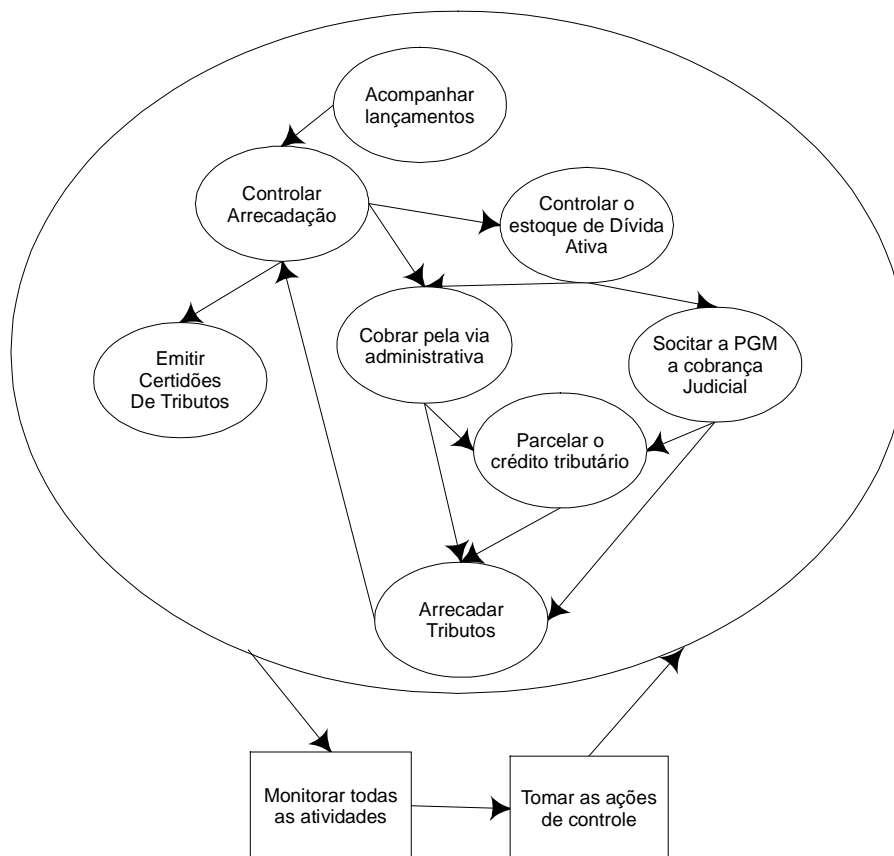 Acompanhar
lançamentos
Controlar
Arrecadação
Controlar o
estoque de Dívida
Ativa
Cobrar pela via
administrativa
Socitar a PGM
a cobrança
Judicial
Emitir
Certidões
De Tributos
Parcelar o
crédito tributário
Arrecadar
Tributos
Monitorar todas
as atividades
Tomar as ações
de controle